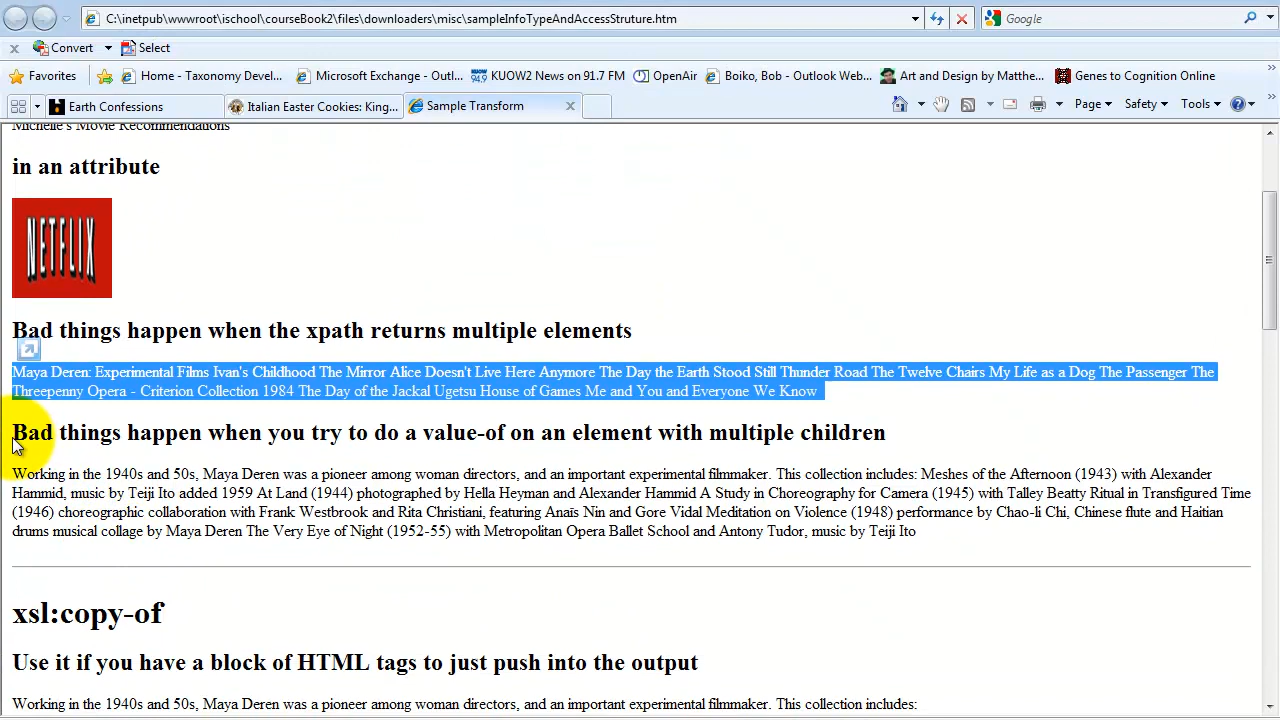 C:\inetpub\wwwroot\ischool\courseBook2\files\downloaders\misc\sampleInfoTypeAndAccessStruture.htm
Google
x Convert Select
Favorites Home - Taxonomy Devel... Microsoft Exchange - Outl... KUOW 94.9 KUOW2 News on 91.7 FM OpenAir Boiko, Bob - Outlook Web... Art and Design by Matthe... Genes to Cognition Online
Earth Confessions Italian Easter Cookies: King... Sample Transform Page Safety Tools
Michelle's Movie Recommendations
in an attribute
NETFLIX
Bad things happen when the xpath returns multiple elements
Maya Deren: Experimental Films Ivan's Childhood The Mirror Alice Doesn't Live Here Anymore The Day the Earth Stood Still Thunder Road The Twelve Chairs My Life as a Dog The Passenger The
Threepenny Opera - Criterion Collection 1984 The Day of the Jackal Ugetsu House of Games Me and You and Everyone We Know
Bad things happen when you try to do a value-of on an element with multiple children
Working in the 1940s and 50s, Maya Deren was a pioneer among woman directors, and an important experimental filmmaker. This collection includes: Meshes of the Afternoon (1943) with Alexander
Hammid, music by Teiji Ito added 1959 At Land (1944) photographed by Hella Heyman and Alexander Hammid A Study in Choreography for Camera (1945) with Talley Beatty Ritual in Transfigured Time
(1946) choreographic collaboration with Frank Westbrook and Rita Christiani, featuring Anaïs Nin and Gore Vidal Meditation on Violence (1948) performance by Chao-li Chi, Chinese flute and Haitian
drums musical collage by Maya Deren The Very Eye of Night (1952-55) with Metropolitan Opera Ballet School and Antony Tudor, music by Teiji Ito
xsl:copy-of
Use it if you have a block of HTML tags to just push into the output
Working in the 1940s and 50s, Maya Deren was a pioneer among woman directors, and an important experimental filmmaker. This collection includes: